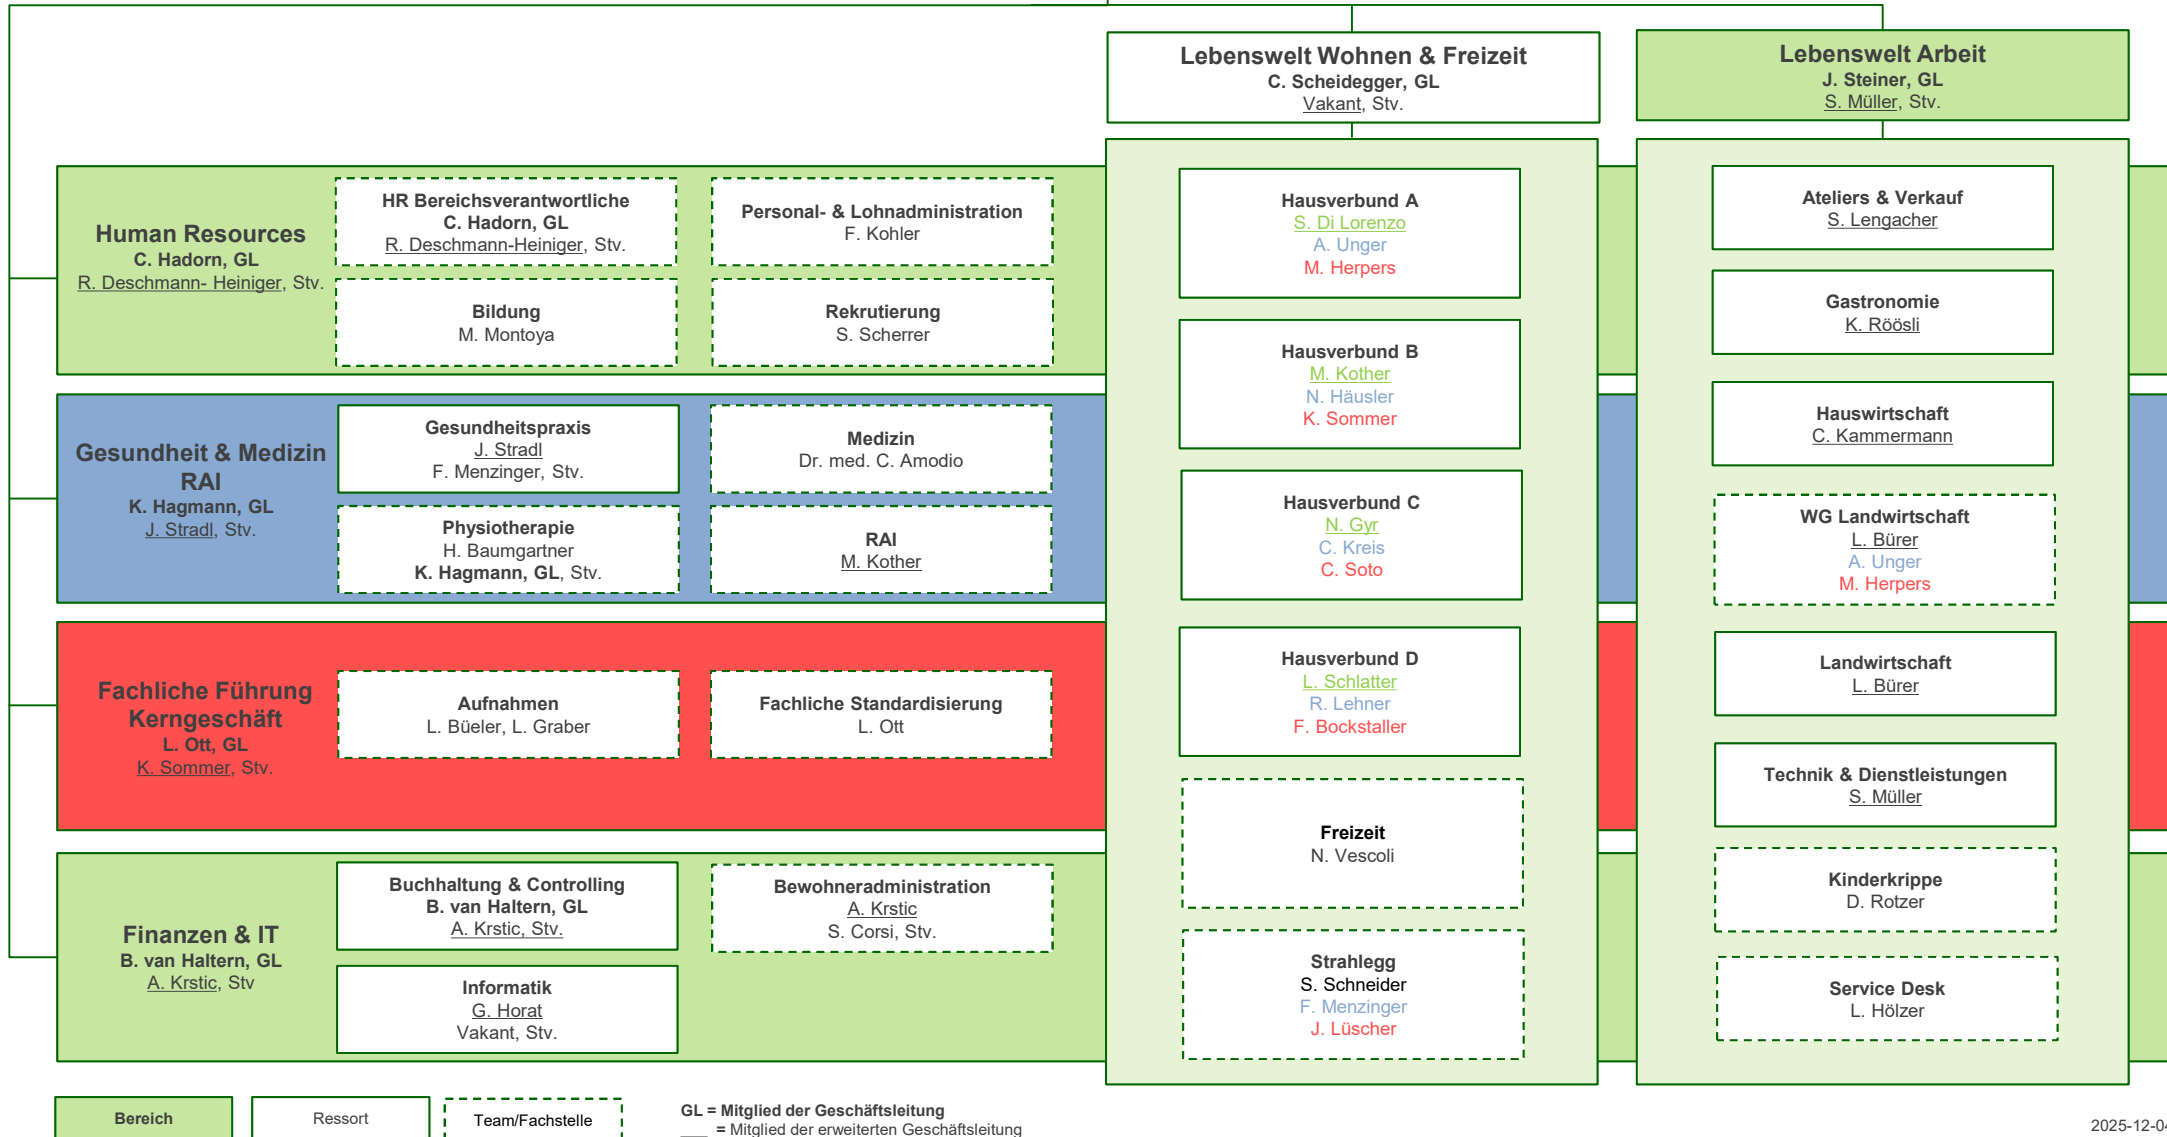 Lebenswelt Wohnen & Freizeit
C. Scheidegger, GL
Vakant, Stv.
Lebenswelt Arbeit
J. Steiner, GL
S. Müller, Stv.
Human Resources
C. Hadorn, GL
R. Deschmann- Heiniger, Stv.
HR Bereichsverantwortliche
C. Hadorn, GL
R. Deschmann-Heiniger, Stv.
Personal- & Lohnadministration
F. Kohler
Bildung
M. Montoya
Rekrutierung
S. Scherrer
Gesundheit & Medizin
RAI
K. Hagmann, GL
J. Stradl, Stv.
Gesundheitspraxis
J. Stradl
F. Menzinger, Stv.
Medizin
Dr. med. C. Amodio
Physiotherapie
H. Baumgartner
K. Hagmann, GL, Stv.
RAI
M. Kother
Fachliche Führung
Kerngeschäft
L. Ott, GL
K. Sommer, Stv.
Aufnahmen
L. Büeler, L. Graber
Fachliche Standardisierung
L. Ott
Finanzen & IT
B. van Haltern, GL
A. Krstic, Stv
Buchhaltung & Controlling
B. van Haltern, GL
A. Krstic, Stv.
Bewohneradministration
A. Krstic
S. Corsi, Stv.
Informatik
G. Horat
Vakant, Stv.
Hausverbund A
S. Di Lorenzo
A. Unger
M. Herpers
Hausverbund B
M. Kother
N. Häusler
K. Sommer
Hausverbund C
N. Gyr
C. Kreis
C. Soto
Hausverbund D
L. Schlatter
R. Lehner
F. Bockstaller
Freizeit
N. Vescoli
Strahlegg
S. Schneider
F. Menzinger
J. Lüscher
Ateliers & Verkauf
S. Lengacher
Gastronomie
K. Röösli
Hauswirtschaft
C. Kammermann
WG Landwirtschaft
L. Bürer
A. Unger
M. Herpers
Landwirtschaft
L. Bürer
Technik & Dienstleistungen
S. Müller
Kinderkrippe
D. Rotzer
Service Desk
L. Hölzer
Bereich
Ressort
Team/Fachstelle
GL = Mitglied der Geschäftsleitung
___ = Mitglied der erweiterten Geschäftsleitung
2025-12-04